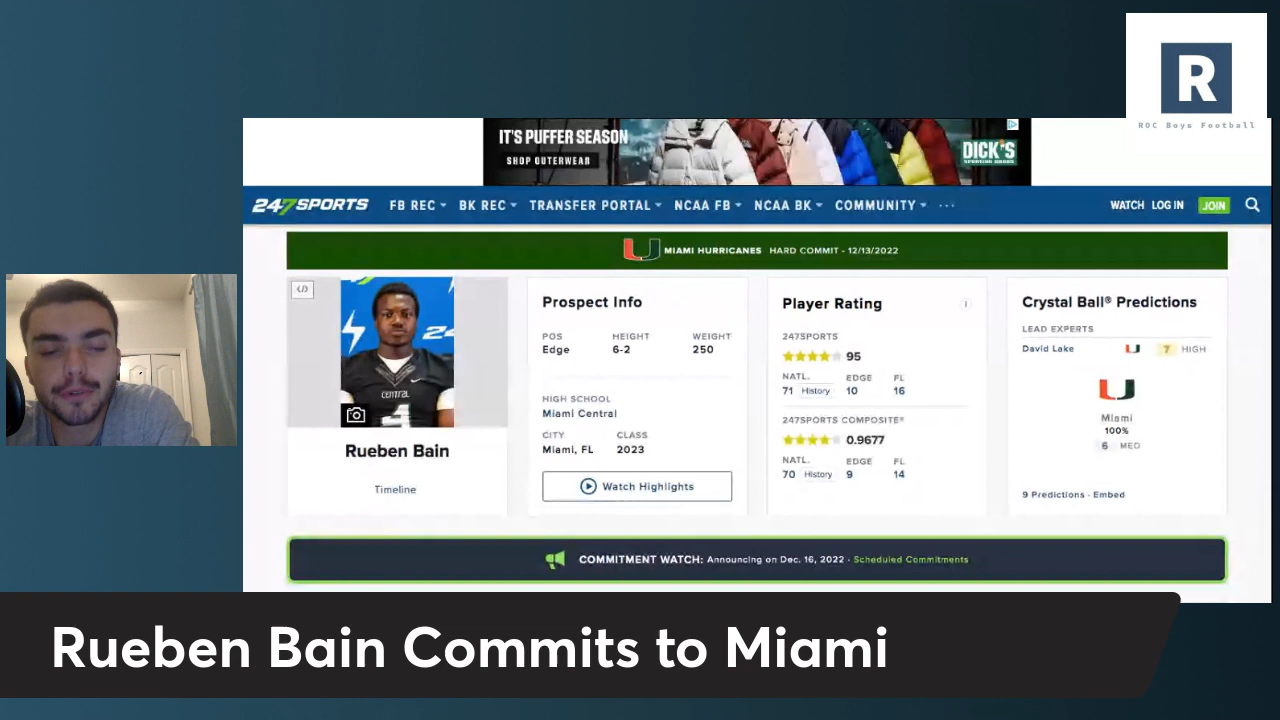 R
ROC Boys Football
IT'S PUFFER SEASON
SHOP OUTERWEAR
DICK'S
SPORTING GOODS
247SPORTS FB REC BK REC TRANSFER PORTAL NCAA FB NCAA BK COMMUNITY ... WATCH LOG IN JOIN
U MIAMI HURRICANES HARD COMMIT - 12/13/2022
</>
24
CENTRAL
Rueben Bain
Timeline
Prospect Info
POS HEIGHT WEIGHT
Edge 6-2 250
HIGH SCHOOL
Miami Central
CITY CLASS
Miami, FL 2023
Watch Highlights
Player Rating i
247SPORTS
95
NATL. EDGE FL
71 History 10 16
247SPORTS COMPOSITE®
0.9677
NATL. EDGE FL
70 History 9 14
Crystal Ball® Predictions
LEAD EXPERTS
David Lake U 7 HIGH
U
Miami
100%
6 MED
9 Predictions - Embed
COMMITMENT WATCH: Announcing on Dec. 16, 2022 · Scheduled Commitments
Rueben Bain Commits to Miami